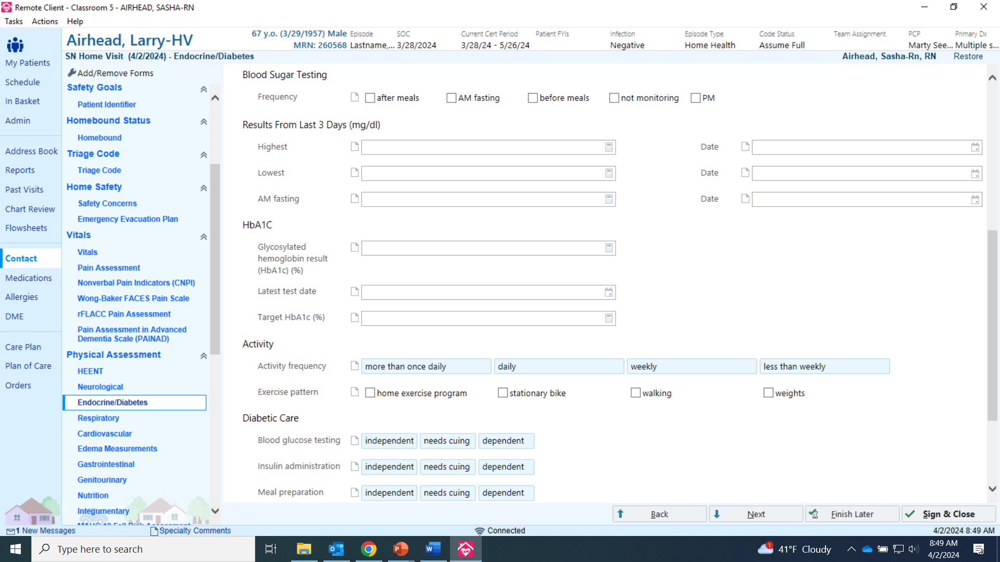 Remote Client - Classroom 5 - AIRHEAD, SASHA-RN
Tasks Actions Help
Airhead, Larry-HV
67 y.o. (3/29/1957) Male
MRN: 260568
Episode
Lastname,...
SOC
3/28/2024
Current Cert Period
3/28/24 - 5/26/24
Patient FYIs
Infection
Negative
Episode Type
Home Health
Code Status
Assume Full
Team Assignment
PCP
Marty See...
Primary Dx
Multiple s...
SN Home Visit (4/2/2024) - Endocrine/Diabetes
Airhead, Sasha-Rn, RN
Restore
My Patients
Schedule
In Basket
Admin
Address Book
Reports
Past Visits
Chart Review
Flowsheets
Contact
Medications
Allergies
DME
Care Plan
Plan of Care
Orders
Add/Remove Forms
Safety Goals
Patient Identifier
Homebound Status
Homebound
Triage Code
Triage Code
Home Safety
Safety Concerns
Emergency Evacuation Plan
Vitals
Vitals
Pain Assessment
Nonverbal Pain Indicators (CNPI)
Wong-Baker FACES Pain Scale
rFLACC Pain Assessment
Pain Assessment in Advanced
Dementia Scale (PAINAD)
Physical Assessment
HEENT
Neurological
Endocrine/Diabetes
Respiratory
Cardiovascular
Edema Measurements
Gastrointestinal
Genitourinary
Nutrition
Integumentary
Blood Sugar Testing
Frequency after meals AM fasting before meals not monitoring PM
Results From Last 3 Days (mg/dl)
Highest Date
Lowest Date
AM fasting Date
HbA1C
Glycosylated
hemoglobin result
(HbA1c) (%)
Latest test date
Target HbA1c (%)
Activity
Activity frequency more than once daily daily weekly less than weekly
Exercise pattern home exercise program stationary bike walking weights
Diabetic Care
Blood glucose testing independent needs cuing dependent
Insulin administration independent needs cuing dependent
Meal preparation independent needs cuing dependent
Back Next Finish Later Sign & Close
1 New Messages Specialty Comments Connected 4/2/2024 8:49 AM
Type here to search
1
41°F Cloudy
8:49 AM
4/2/2024